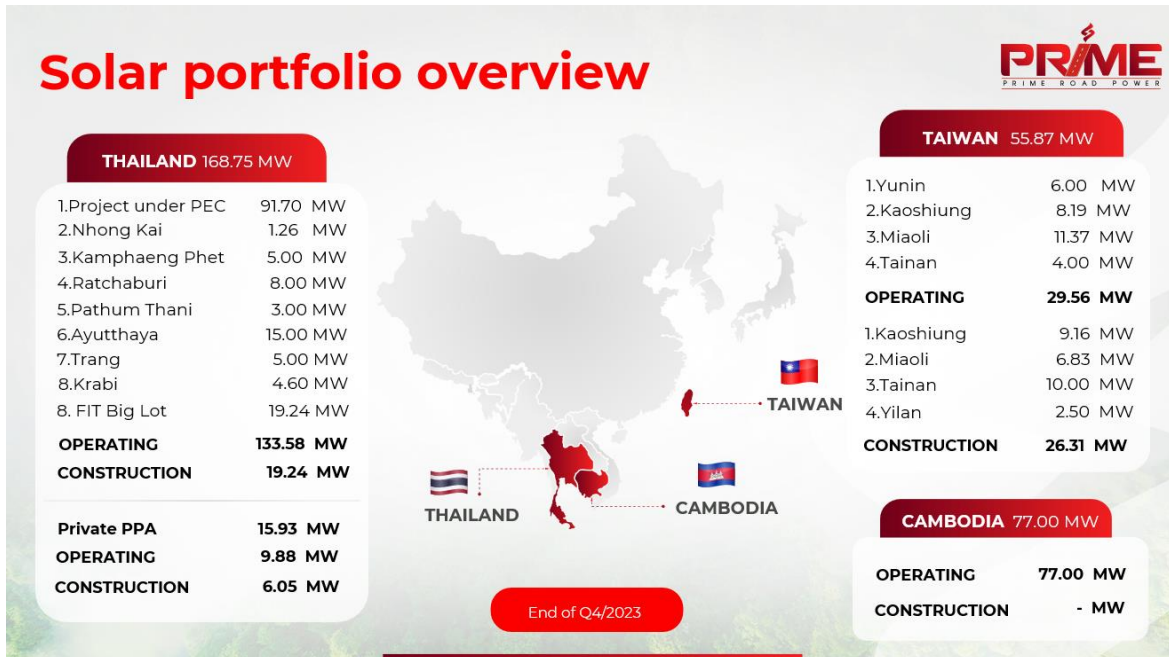 Solar portfolio overview
PRIME
PRIME ROAD POWER
THAILAND 168.75 MW
1.Project under PEC 91.70 MW
2.Nhong Kai 1.26 MW
3.Kamphaeng Phet 5.00 MW
4.Ratchaburi 8.00 MW
5.Pathum Thani 3.00 MW
6.Ayutthaya 15.00 MW
7.Trang 5.00 MW
8.Krabi 4.60 MW
8. FIT Big Lot 19.24 MW
OPERATING 133.58 MW
CONSTRUCTION 19.24 MW
Private PPA 15.93 MW
OPERATING 9.88 MW
CONSTRUCTION 6.05 MW
THAILAND
TAIWAN
CAMBODIA
End of Q4/2023
TAIWAN 55.87 MW
1.Yunin 6.00 MW
2.Kaoshiung 8.19 MW
3.Miaoli 11.37 MW
4.Tainan 4.00 MW
OPERATING 29.56 MW
1.Kaoshiung 9.16 MW
2.Miaoli 6.83 MW
3.Tainan 10.00 MW
4.Yilan 2.50 MW
CONSTRUCTION 26.31 MW
CAMBODIA 77.00 MW
OPERATING 77.00 MW
CONSTRUCTION - MW